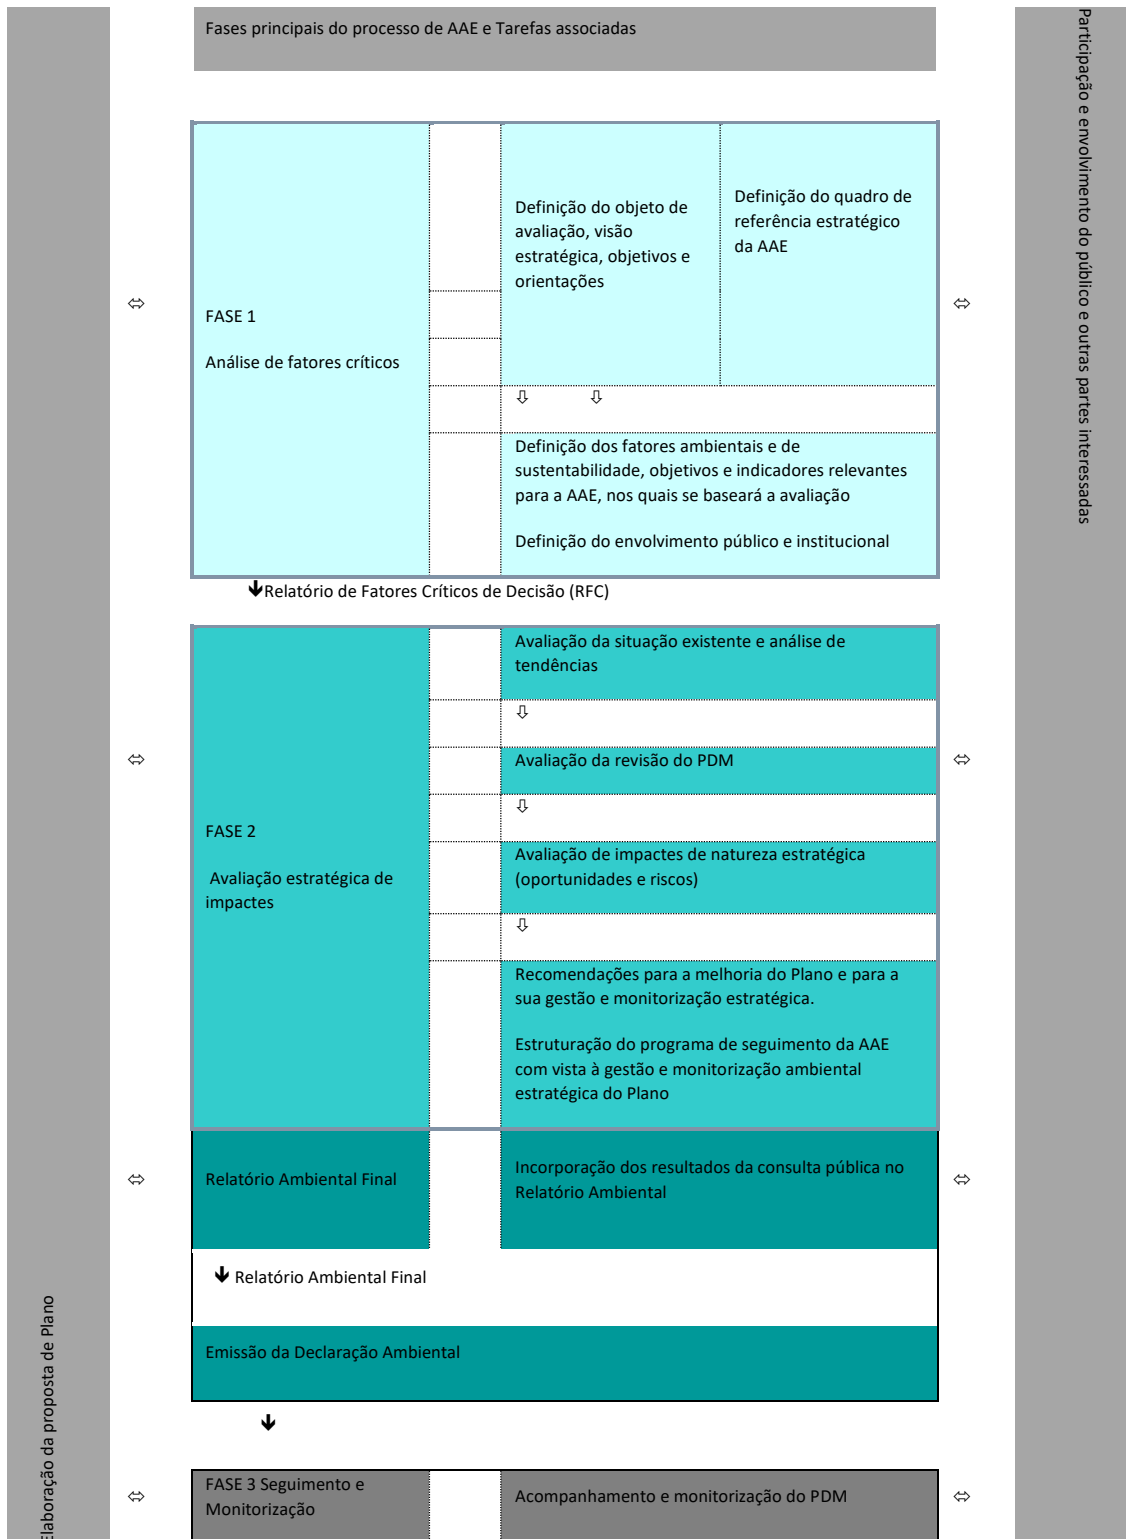 Fases principais do processo de AAE e Tarefas associadas
Participação e envolvimento do público e outras partes interessadas
FASE 1
Análise de fatores críticos
Definição do objeto de
avaliação, visão
estratégica, objetivos e
orientações
Definição do quadro de
referência estratégico
da AAE
⇔
⇔
⇩ ⇩
Definição dos fatores ambientais e de
sustentabilidade, objetivos e indicadores relevantes
para a AAE, nos quais se baseará a avaliação
Definição do envolvimento público e institucional
🡻Relatório de Fatores Críticos de Decisão (RFC)
FASE 2
Avaliação estratégica de
impactes
Avaliação da situação existente e análise de
tendências
⇩
⇔
Avaliação da revisão do PDM
⇔
⇩
Avaliação de impactes de natureza estratégica
(oportunidades e riscos)
⇩
Recomendações para a melhoria do Plano e para a
sua gestão e monitorização estratégica.
Estruturação do programa de seguimento da AAE
com vista à gestão e monitorização ambiental
estratégica do Plano
⇔
Relatório Ambiental Final
Incorporação dos resultados da consulta pública no
Relatório Ambiental
⇔
🡻 Relatório Ambiental Final
Emissão da Declaração Ambiental
🡻
⇔
FASE 3 Seguimento e
Monitorização
Acompanhamento e monitorização do PDM
⇔
laboração da proposta de Plano